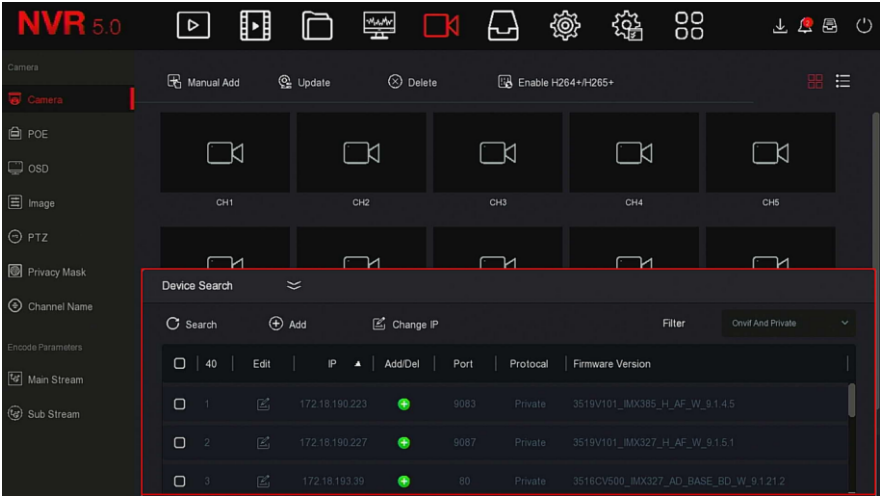 NVR 5.0
2
Camera
Camera
POE
OSD
Image
PTZ
Privacy Mask
Channel Name
Encode Parameters
Main Stream
Sub Stream
Manual Add Update Delete Enable H264+/H265+
CH1 CH2 CH3 CH4 CH5
Device Search
Search Add Change IP Filter Onvif And Private
40 Edit IP Add/Del Port Protocal Firmware Version
1 172.18.190.223 9083 Private 3519V101_IMX385_H_AF_W_9.1.4.5
2 172.18.190.227 9087 Private 3519V101_IMX327_H_AF_W_9.1.5.1
3 172.18.193.39 80 Private 3516CV500_IMX327_AD_BASE_BD_W_9.1.21.2